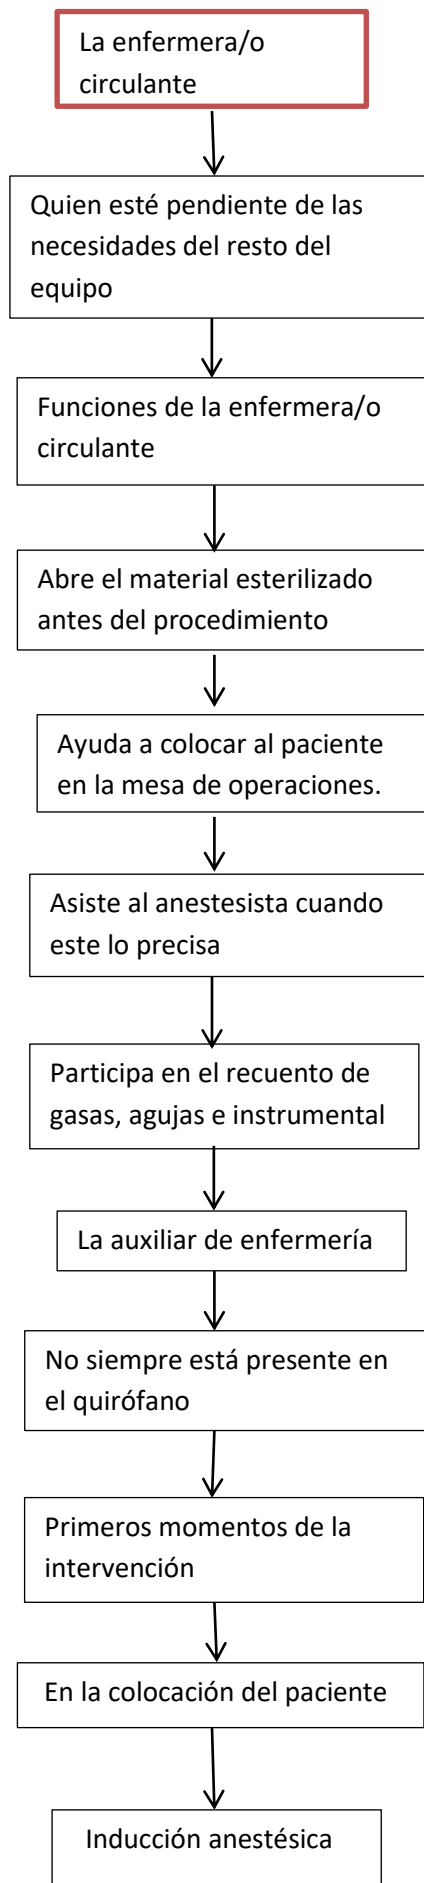 La enfermera/o
circulante
Quien esté pendiente de las
necesidades del resto del
equipo
Funciones de la enfermera/o
circulante
Abre el material esterilizado
antes del procedimiento
Ayuda a colocar al paciente
en la mesa de operaciones.
Asiste al anestesista cuando
este lo precisa
Participa en el recuento de
gasas, agujas e instrumental
La auxiliar de enfermería
No siempre está presente en
el quirófano
Primeros momentos de la
intervención
En la colocación del paciente
Inducción anestésica